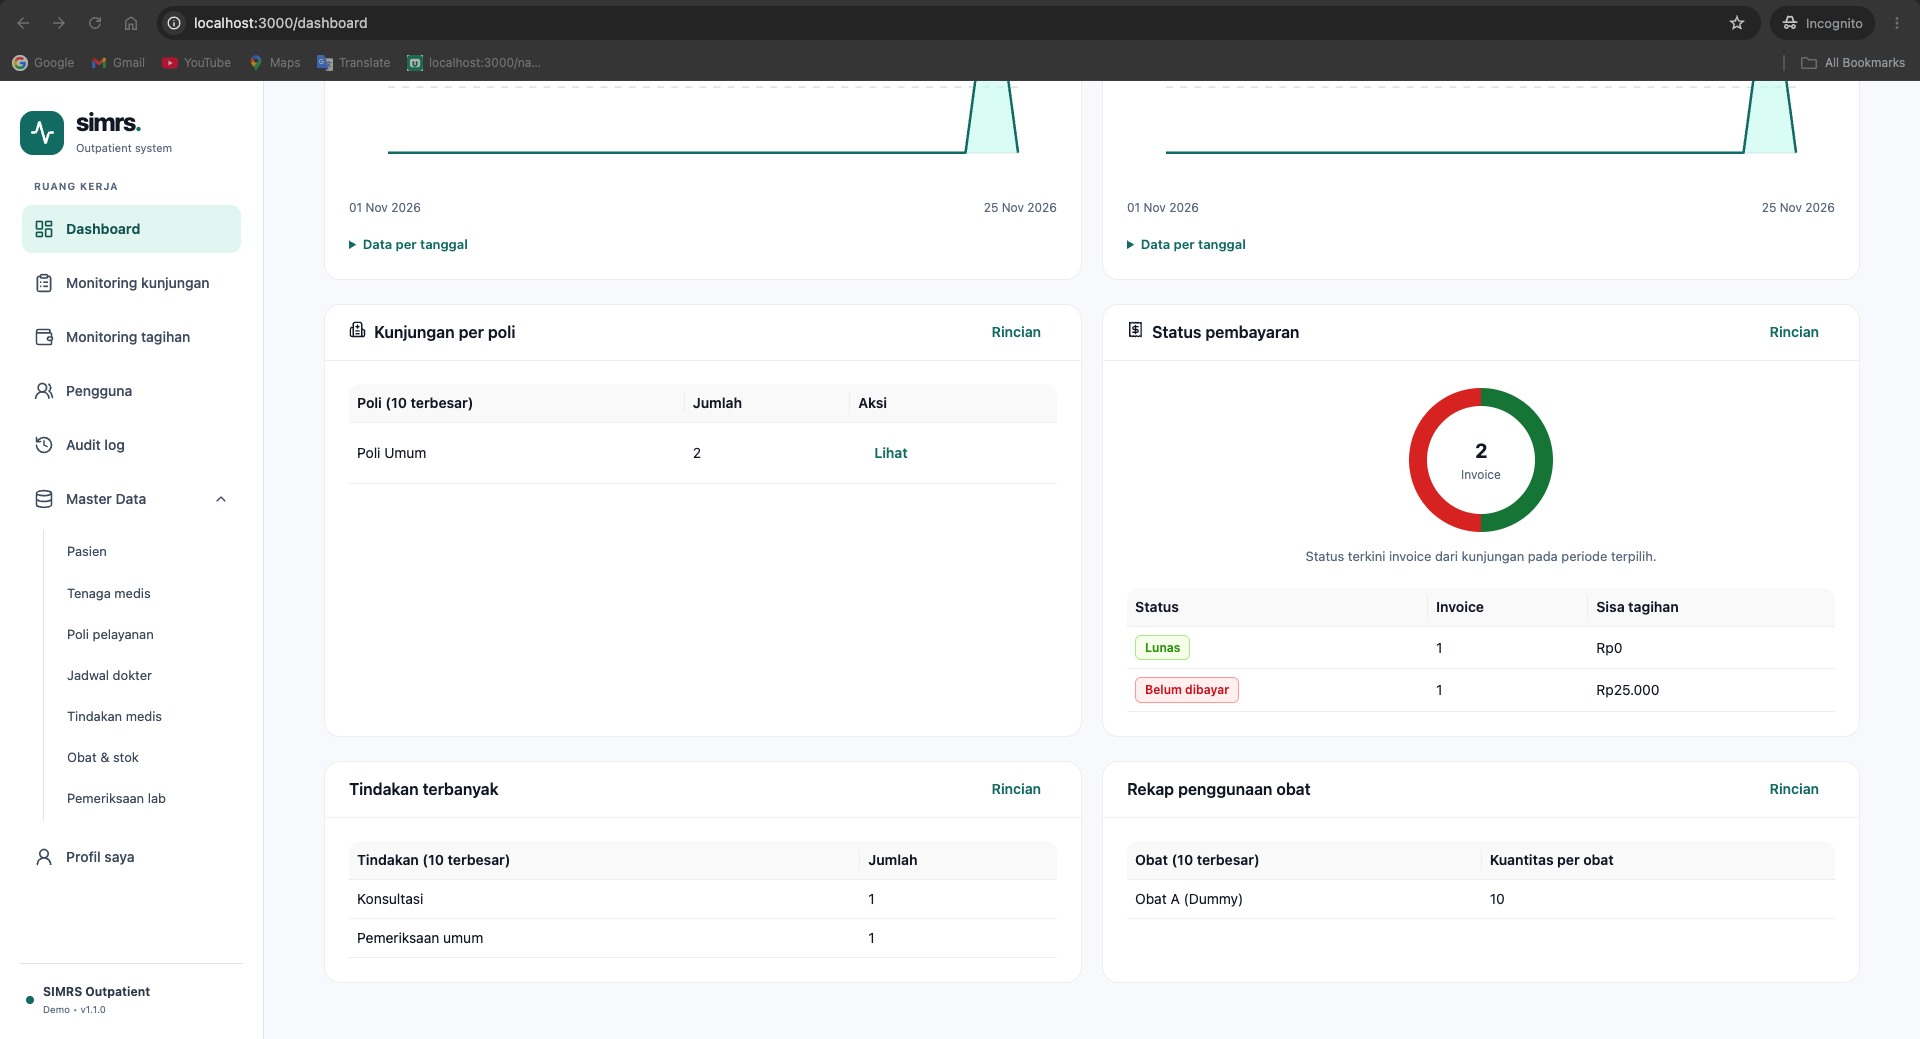 localhost:3000/dashboard
Incognito
Google
Gmail
YouTube
Maps
Translate
localhost:3000/na...
All Bookmarks
simrs.
Outpatient system
RUANG KERJA
Dashboard
Monitoring kunjungan
Monitoring tagihan
Pengguna
Audit log
Master Data
Pasien
Tenaga medis
Poli pelayanan
Jadwal dokter
Tindakan medis
Obat & stok
Pemeriksaan lab
Profil saya
SIMRS Outpatient
Demo • v1.1.0
01 Nov 2026 25 Nov 2026
Data per tanggal
01 Nov 2026 25 Nov 2026
Data per tanggal
Kunjungan per poli Rincian
Poli (10 terbesar) Jumlah Aksi
Poli Umum 2 Lihat
Status pembayaran Rincian
2
Invoice
Status terkini invoice dari kunjungan pada periode terpilih.
Status Invoice Sisa tagihan
Lunas 1 Rp0
Belum dibayar 1 Rp25.000
Tindakan terbanyak Rincian
Tindakan (10 terbesar) Jumlah
Konsultasi 1
Pemeriksaan umum 1
Rekap penggunaan obat Rincian
Obat (10 terbesar) Kuantitas per obat
Obat A (Dummy) 10